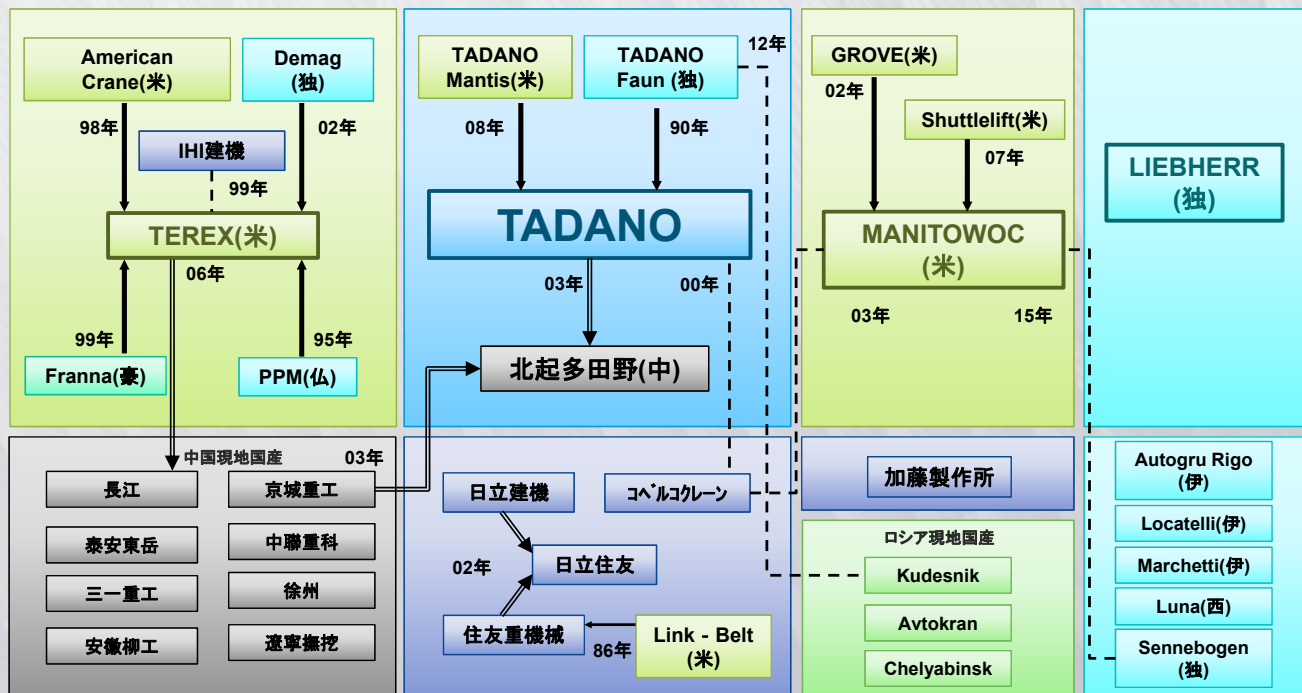 American
Crane(米)
Demag
(独)
98年
02年
IHI建機
99年
TEREX(米)
06年
99年
95年
Franna(豪)
PPM(仏)
TADANO
Mantis(米)
TADANO
Faun (独)
12年
08年
90年
TADANO
03年
00年
北起多田野(中)
GROVE(米)
02年
Shuttlelift(米)
07年
MANITOWOC
(米)
03年
15年
LIEBHERR
(独)
中国現地国産
03年
長江
京城重工
泰安東岳
中聯重科
三一重工
徐州
安徽柳工
遼寧撫挖
日立建機
コベルコクレーン
02年
日立住友
住友重機械
86年
Link - Belt
(米)
加藤製作所
ロシア現地国産
Kudesnik
Avtokran
Chelyabinsk
Autogru Rigo
(伊)
Locatelli(伊)
Marchetti(伊)
Luna(西)
Sennebogen
(独)